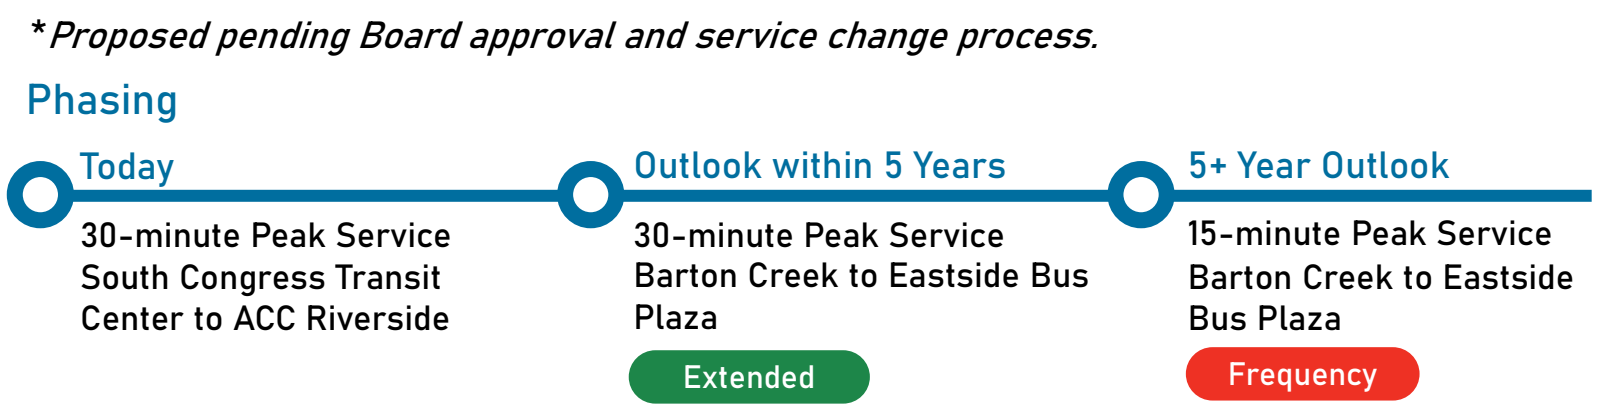 *Proposed pending Board approval and service change process.
Phasing
Today
30-minute Peak Service
South Congress Transit
Center to ACC Riverside
Outlook within 5 Years
30-minute Peak Service
Barton Creek to Eastside Bus
Plaza
Extended
5+ Year Outlook
15-minute Peak Service
Barton Creek to Eastside
Bus Plaza
Frequency